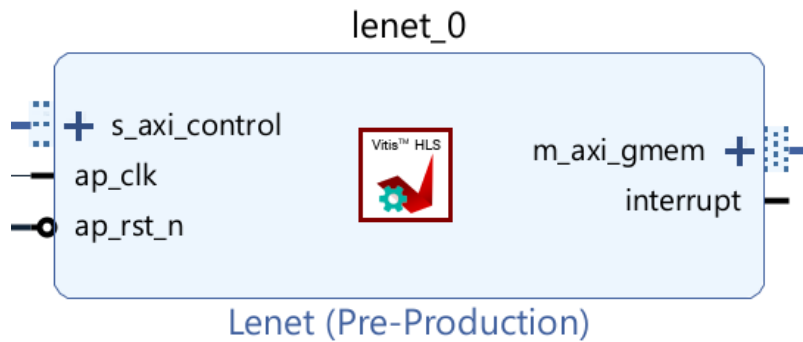 lenet_0
s_axi_control
ap_clk
ap_rst_n
Vitis™ HLS
m_axi_gmem
interrupt
Lenet (Pre-Production)